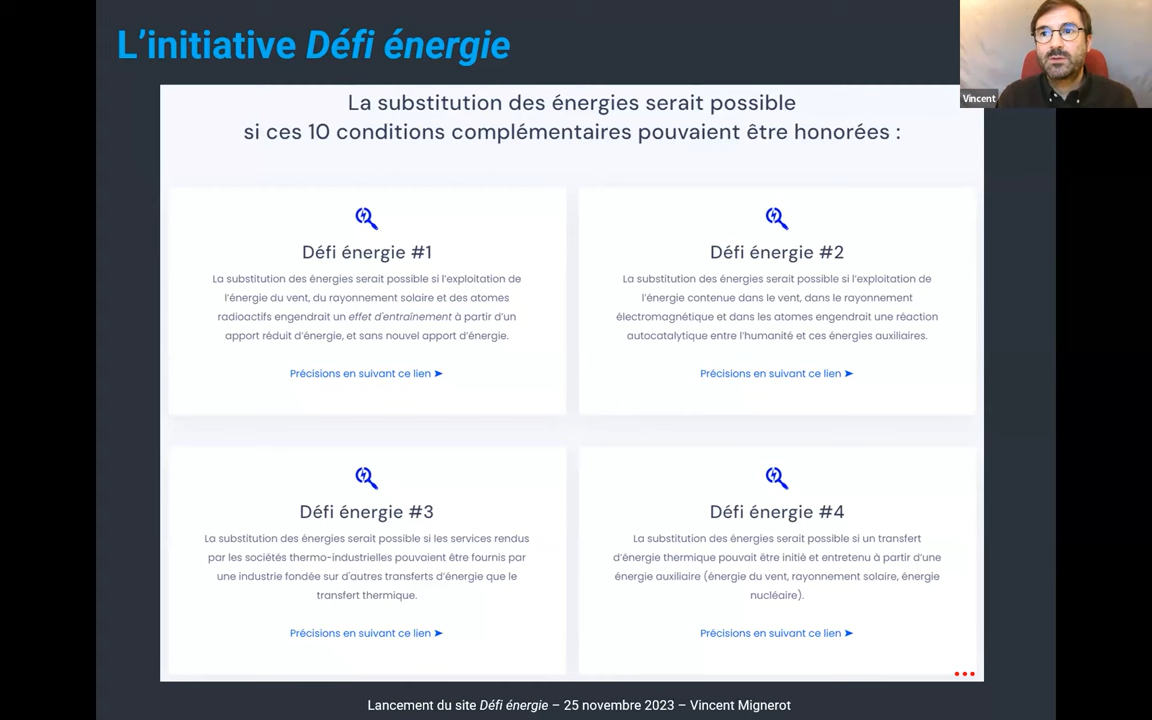 L’initiative Défi énergie
Vincent
La substitution des énergies serait possible
si ces 10 conditions complémentaires pouvaient être honorées :
Défi énergie #1
La substitution des énergies serait possible si l’exploitation de
l’énergie du vent, du rayonnement solaire et des atomes
radioactifs engendrait un effet d’entraînement à partir d’un
apport réduit d’énergie, et sans nouvel apport d’énergie.
Précisions en suivant ce lien ➤
Défi énergie #2
La substitution des énergies serait possible si l’exploitation de
l’énergie contenue dans le vent, dans le rayonnement
électromagnétique et dans les atomes engendrait une réaction
autocatalytique entre l’humanité et ces énergies auxiliaires.
Précisions en suivant ce lien ➤
Défi énergie #3
La substitution des énergies serait possible si les services rendus
par les sociétés thermo-industrielles pouvaient être fournis par
une industrie fondée sur d’autres transferts d’énergie que le
transfert thermique.
Précisions en suivant ce lien ➤
Défi énergie #4
La substitution des énergies serait possible si un transfert
d’énergie thermique pouvait être initié et entretenu à partir d’une
énergie auxiliaire (énergie du vent, rayonnement solaire, énergie
nucléaire).
Précisions en suivant ce lien ➤
Lancement du site Défi énergie – 25 novembre 2023 – Vincent Mignerot